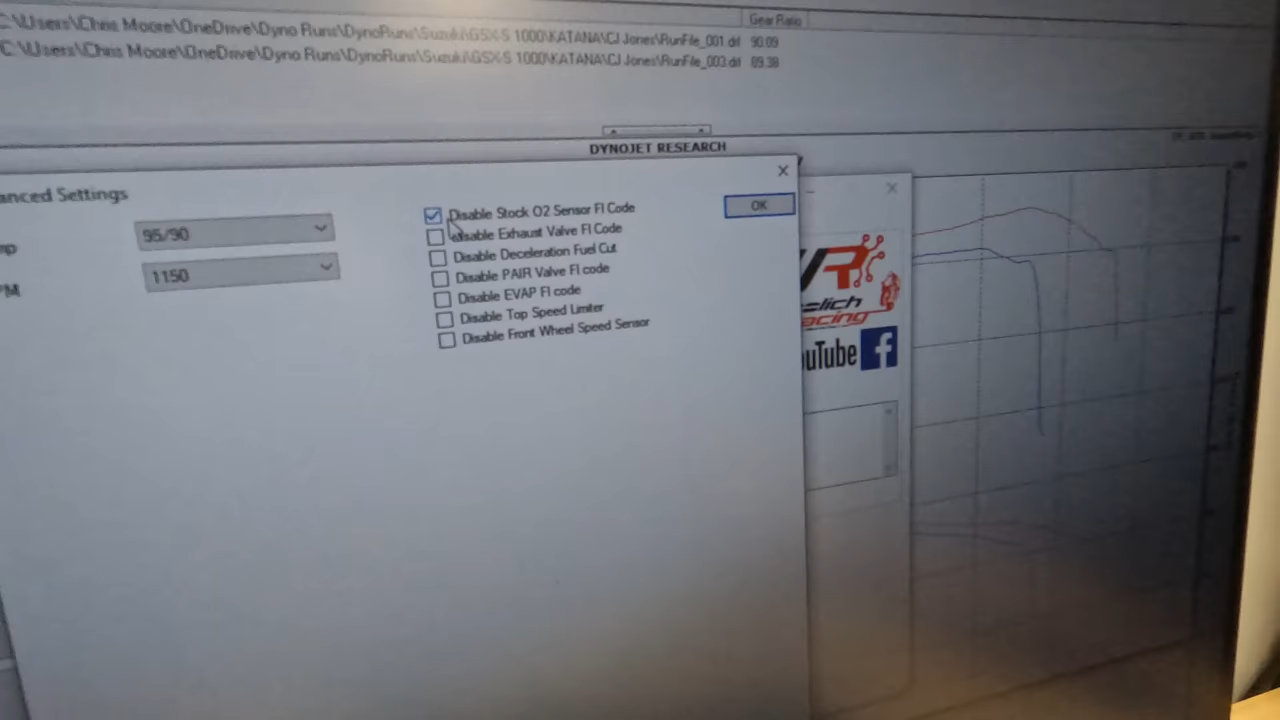 Gear Ratio
C:\Users\Chris Moore\OneDrive\Dyno Runs\DynoRuns\Suzuki\GSX-S 1000\KATANA\CJ Jones\RunFile_001.drf 90.09
C:\Users\Chris Moore\OneDrive\Dyno Runs\DynoRuns\Suzuki\GSX-S 1000\KATANA\CJ Jones\RunFile_003.drf 89.38
DYNOJET RESEARCH
anced Settings
95/90
PM
1150
Disable Stock O2 Sensor FI Code
Disable Exhaust Valve FI Code
Disable Deceleration Fuel Cut
Disable PAIR Valve FI code
Disable EVAP FI code
Disable Top Speed Limiter
Disable Front Wheel Speed Sensor
OK
elich
acing
uTube f